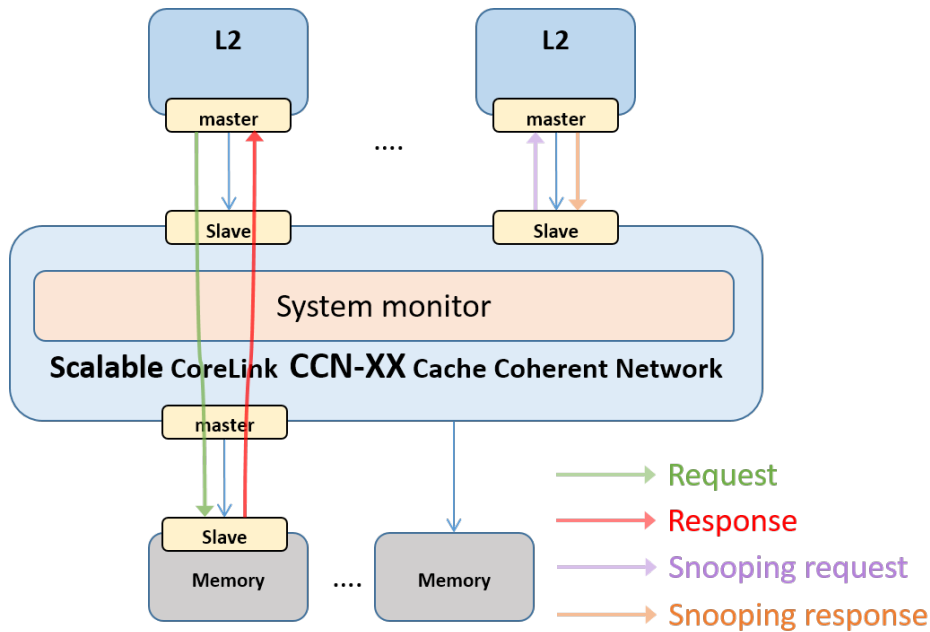 L2
L2
master
master
....
Slave
Slave
System monitor
Scalable CoreLink CCN-XX Cache Coherent Network
master
Request
Response
Slave
Snooping request
Memory
....
Memory
Snooping response